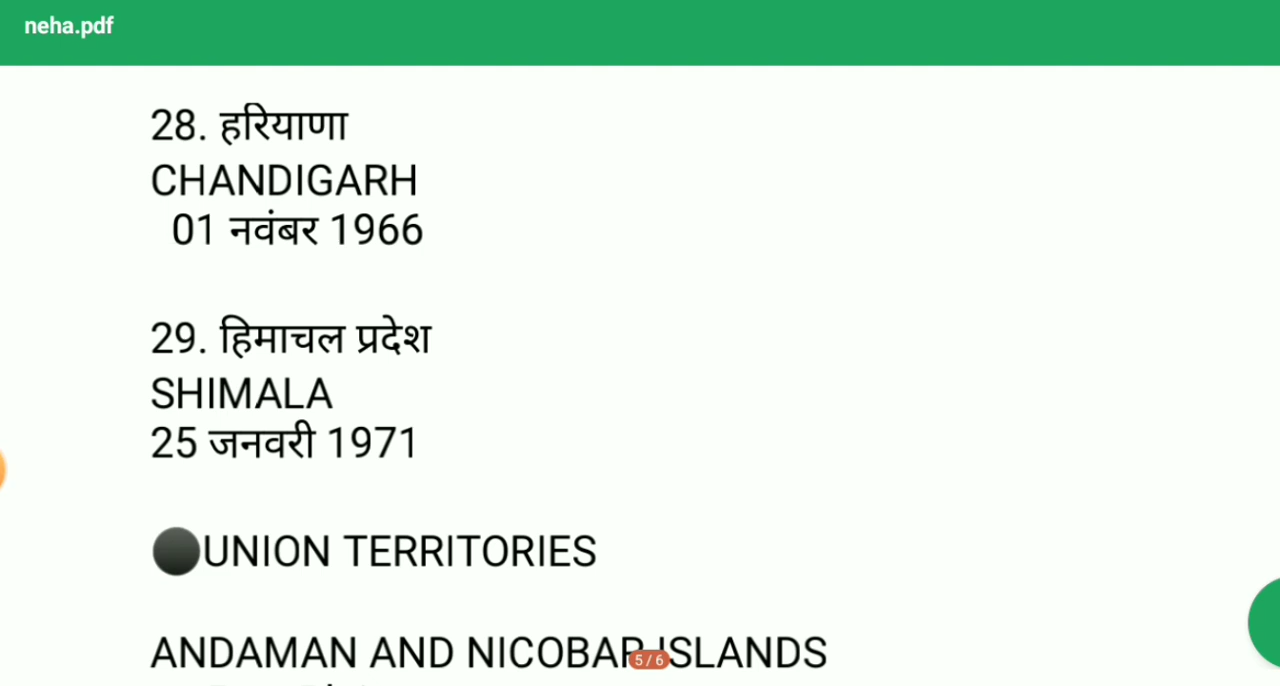 neha.pdf
28. हरियाणा
CHANDIGARH
01 नवंबर 1966
29. हिमाचल प्रदेश
SHIMALA
25 जनवरी 1971
UNION TERRITORIES
ANDAMAN AND NICOBAR ISLANDS
5 / 6